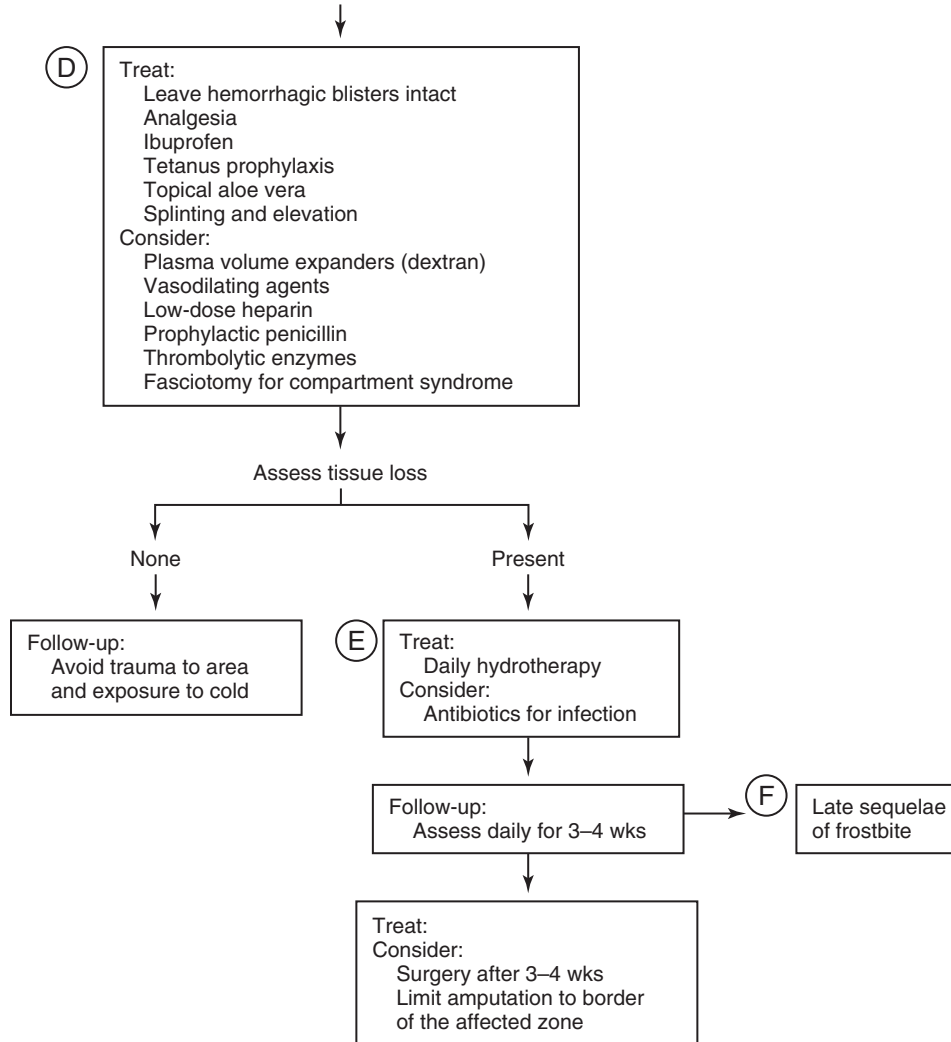 D
Treat:
Leave hemorrhagic blisters intact
Analgesia
Ibuprofen
Tetanus prophylaxis
Topical aloe vera
Splinting and elevation
Consider:
Plasma volume expanders (dextran)
Vasodilating agents
Low-dose heparin
Prophylactic penicillin
Thrombolytic enzymes
Fasciotomy for compartment syndrome
Assess tissue loss
None
Present
Follow-up:
Avoid trauma to area
and exposure to cold
E
Treat:
Daily hydrotherapy
Consider:
Antibiotics for infection
Follow-up:
Assess daily for 3–4 wks
F
Late sequelae
of frostbite
Treat:
Consider:
Surgery after 3–4 wks
Limit amputation to border
of the affected zone